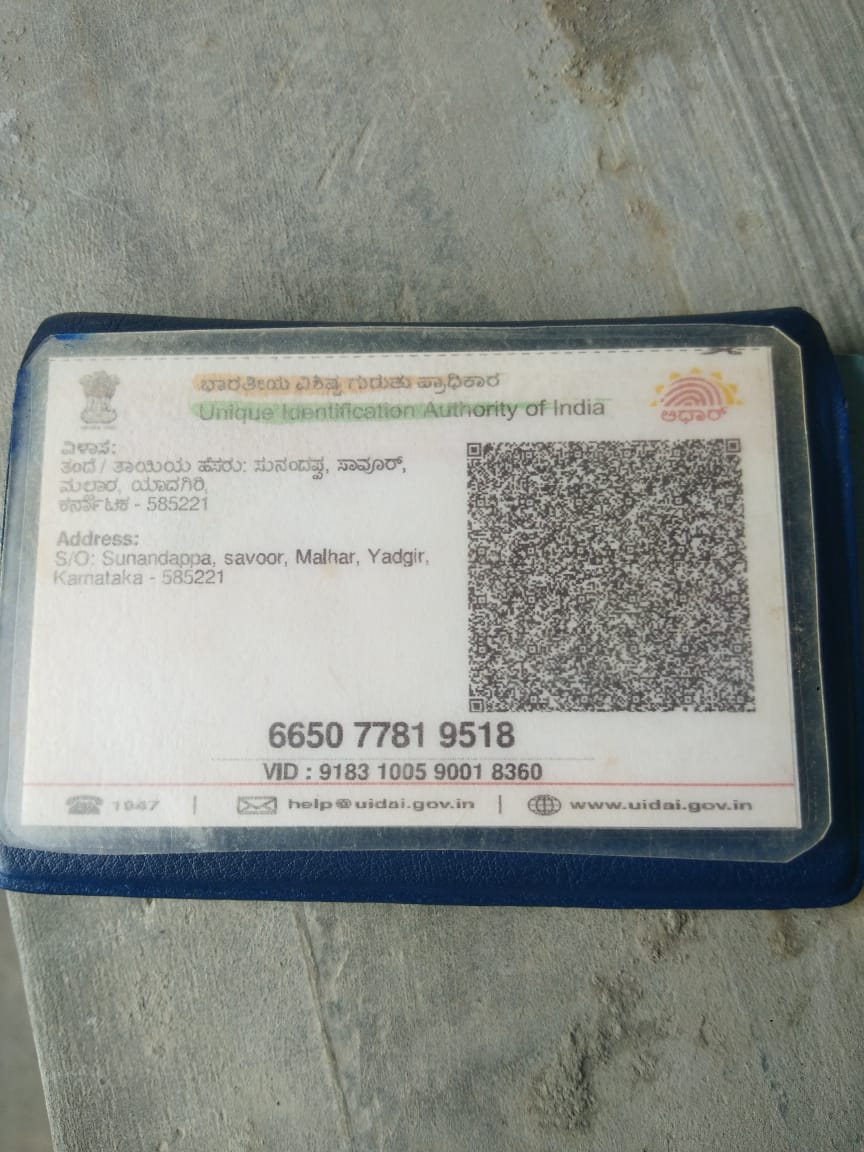 ಭಾರತೀಯ ವಿಶಿಷ್ಟ ಗುರುತು ಪ್ರಾಧಿಕಾರ
Unique Identification Authority of India
ಆಧಾರ್
ವಿಳಾಸ:
ತಂದೆ / ತಾಯಿಯ ಹೆಸರು: ಸುನಂದಪ್ಪ, ಸಾವೂರ್,
ಮಲ್ಹಾರ, ಯಾದಗಿರಿ,
ಕರ್ನಾಟಕ - 585221
Address:
S/O: Sunandappa, savoor, Malhar, Yadgir,
Karnataka - 585221
6650 7781 9518
VID : 9183 1005 9001 8360
1947 | help@uidai.gov.in | www.uidai.gov.in